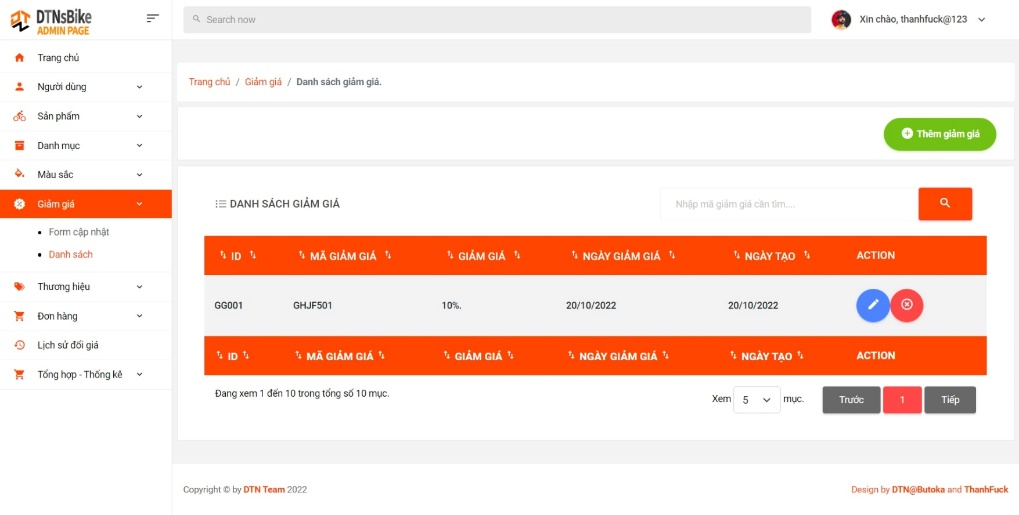 DTNsBike
ADMIN PAGE
Search now
Xin chào, thanhfuck@123
Trang chủ
Người dùng
Sản phẩm
Danh mục
Màu sắc
Giảm giá
Form cập nhật
Danh sách
Thương hiệu
Đơn hàng
Lịch sử đổi giá
Tổng hợp - Thống kê
Trang chủ / Giảm giá / Danh sách giảm giá.
Thêm giảm giá
DANH SÁCH GIẢM GIÁ
Nhập mã giảm giá cần tìm....
ID MÃ GIẢM GIÁ GIẢM GIÁ NGÀY GIẢM GIÁ NGÀY TẠO ACTION
GG001 GHJF501 10%. 20/10/2022 20/10/2022
ID MÃ GIẢM GIÁ GIẢM GIÁ NGÀY GIẢM GIÁ NGÀY TẠO ACTION
Đang xem 1 đến 10 trong tổng số 10 mục.
Xem 5 mục.
Trước 1 Tiếp
Copyright © by DTN Team 2022
Design by DTN@Butoka and ThanhFuck